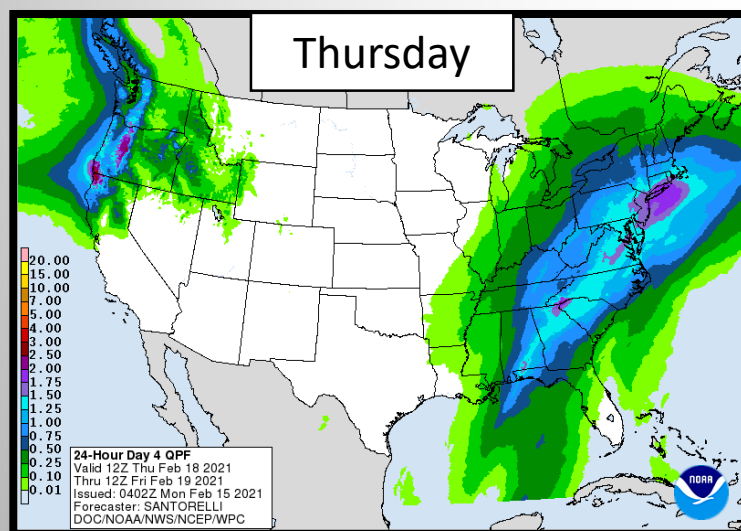 Thursday
20.00
15.00
10.00
7.00
5.00
4.00
3.00
2.50
2.00
1.75
1.50
1.25
1.00
0.75
0.50
0.25
0.10
0.01
24-Hour Day 4 QPF
Valid 12Z Thu Feb 18 2021
Thru 12Z Fri Feb 19 2021
Issued: 0402Z Mon Feb 15 2021
Forecaster: SANTORELLI
DOC/NOAA/NWS/NCEP/WPC
NOAA